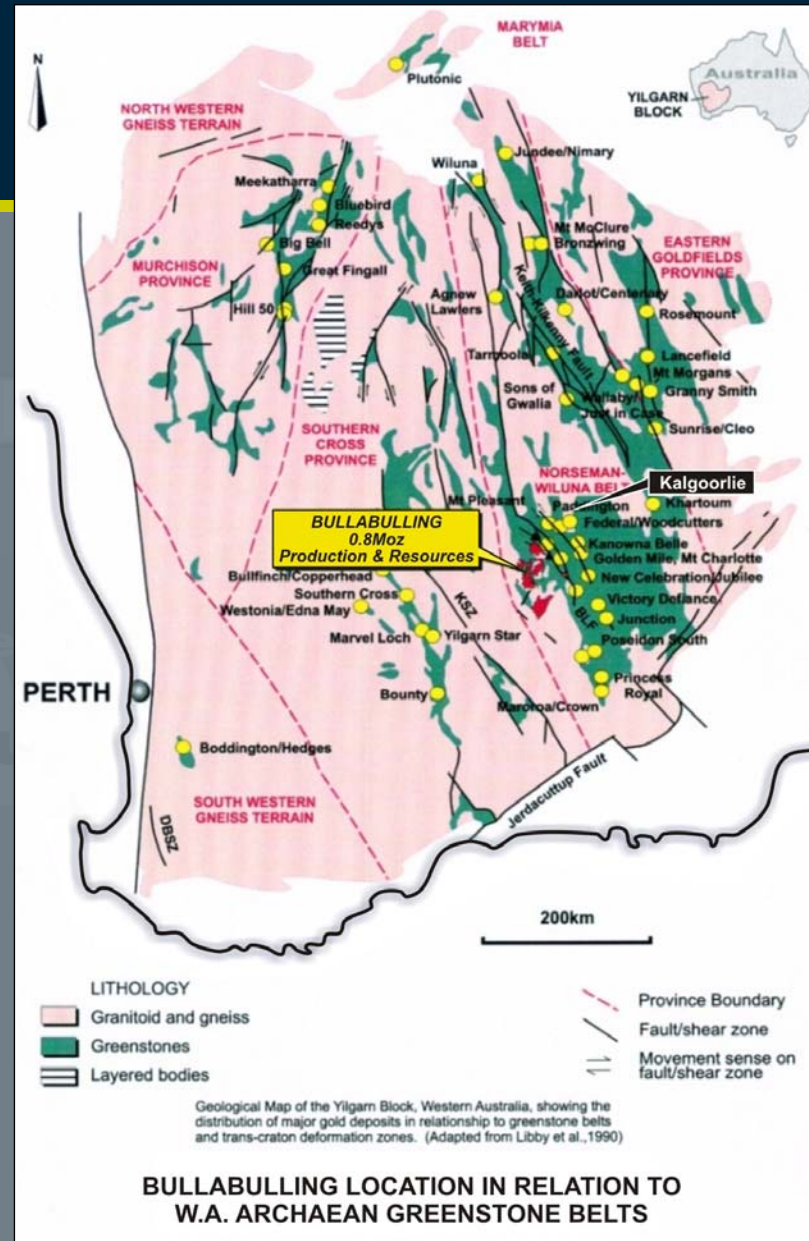 MARYMIA
BELT
N
Plutonic
Australia
YILGARN
BLOCK
NORTH WESTERN
GNEISS TERRAIN
Jundee/Nimary
Wiluna
Meekatharra
Bluebird
Reedys
Mt McClure
Bronzwing
Big Bell
EASTERN
GOLDFIELDS
PROVINCE
MURCHISON
PROVINCE
Great Fingall
Keith-Kilkenny Fault
Darlot/Centenary
Agnew
Lawlers
Hill 50
Rosemount
Tarmoola
Lancefield
Mt Morgans
Sons of
Gwalia
Wallaby/
Just in Case
Granny Smith
SOUTHERN
CROSS
PROVINCE
Sunrise/Cleo
NORSEMAN-
WILUNA BELT
Kalgoorlie
Mt Pleasant
Khartoum
Paddington
BULLABULLING
0.8Moz
Production & Resources
Federal/Woodcutters
Kanowna Belle
Golden Mile, Mt Charlotte
Bullfinch/Copperhead
New Celebration/Jubilee
Southern Cross
KSZ
Victory Defiance
Westonia/Edna May
BLF
Junction
Marvel Loch
Yilgarn Star
Poseidon South
PERTH
Princess
Royal
Bounty
Maroroa/Crown
Boddington/Hedges
Jerdacuttup Fault
SOUTH WESTERN
GNEISS TERRAIN
DBSZ
200km
LITHOLOGY
Granitoid and gneiss
Greenstones
Layered bodies
Province Boundary
Fault/shear zone
Movement sense on
fault/shear zone
Geological Map of the Yilgarn Block, Western Australia, showing the
distribution of major gold deposits in relationship to greenstone belts
and trans-craton deformation zones. (Adapted from Libby et al.,1990)
BULLABULLING LOCATION IN RELATION TO
W.A. ARCHAEAN GREENSTONE BELTS